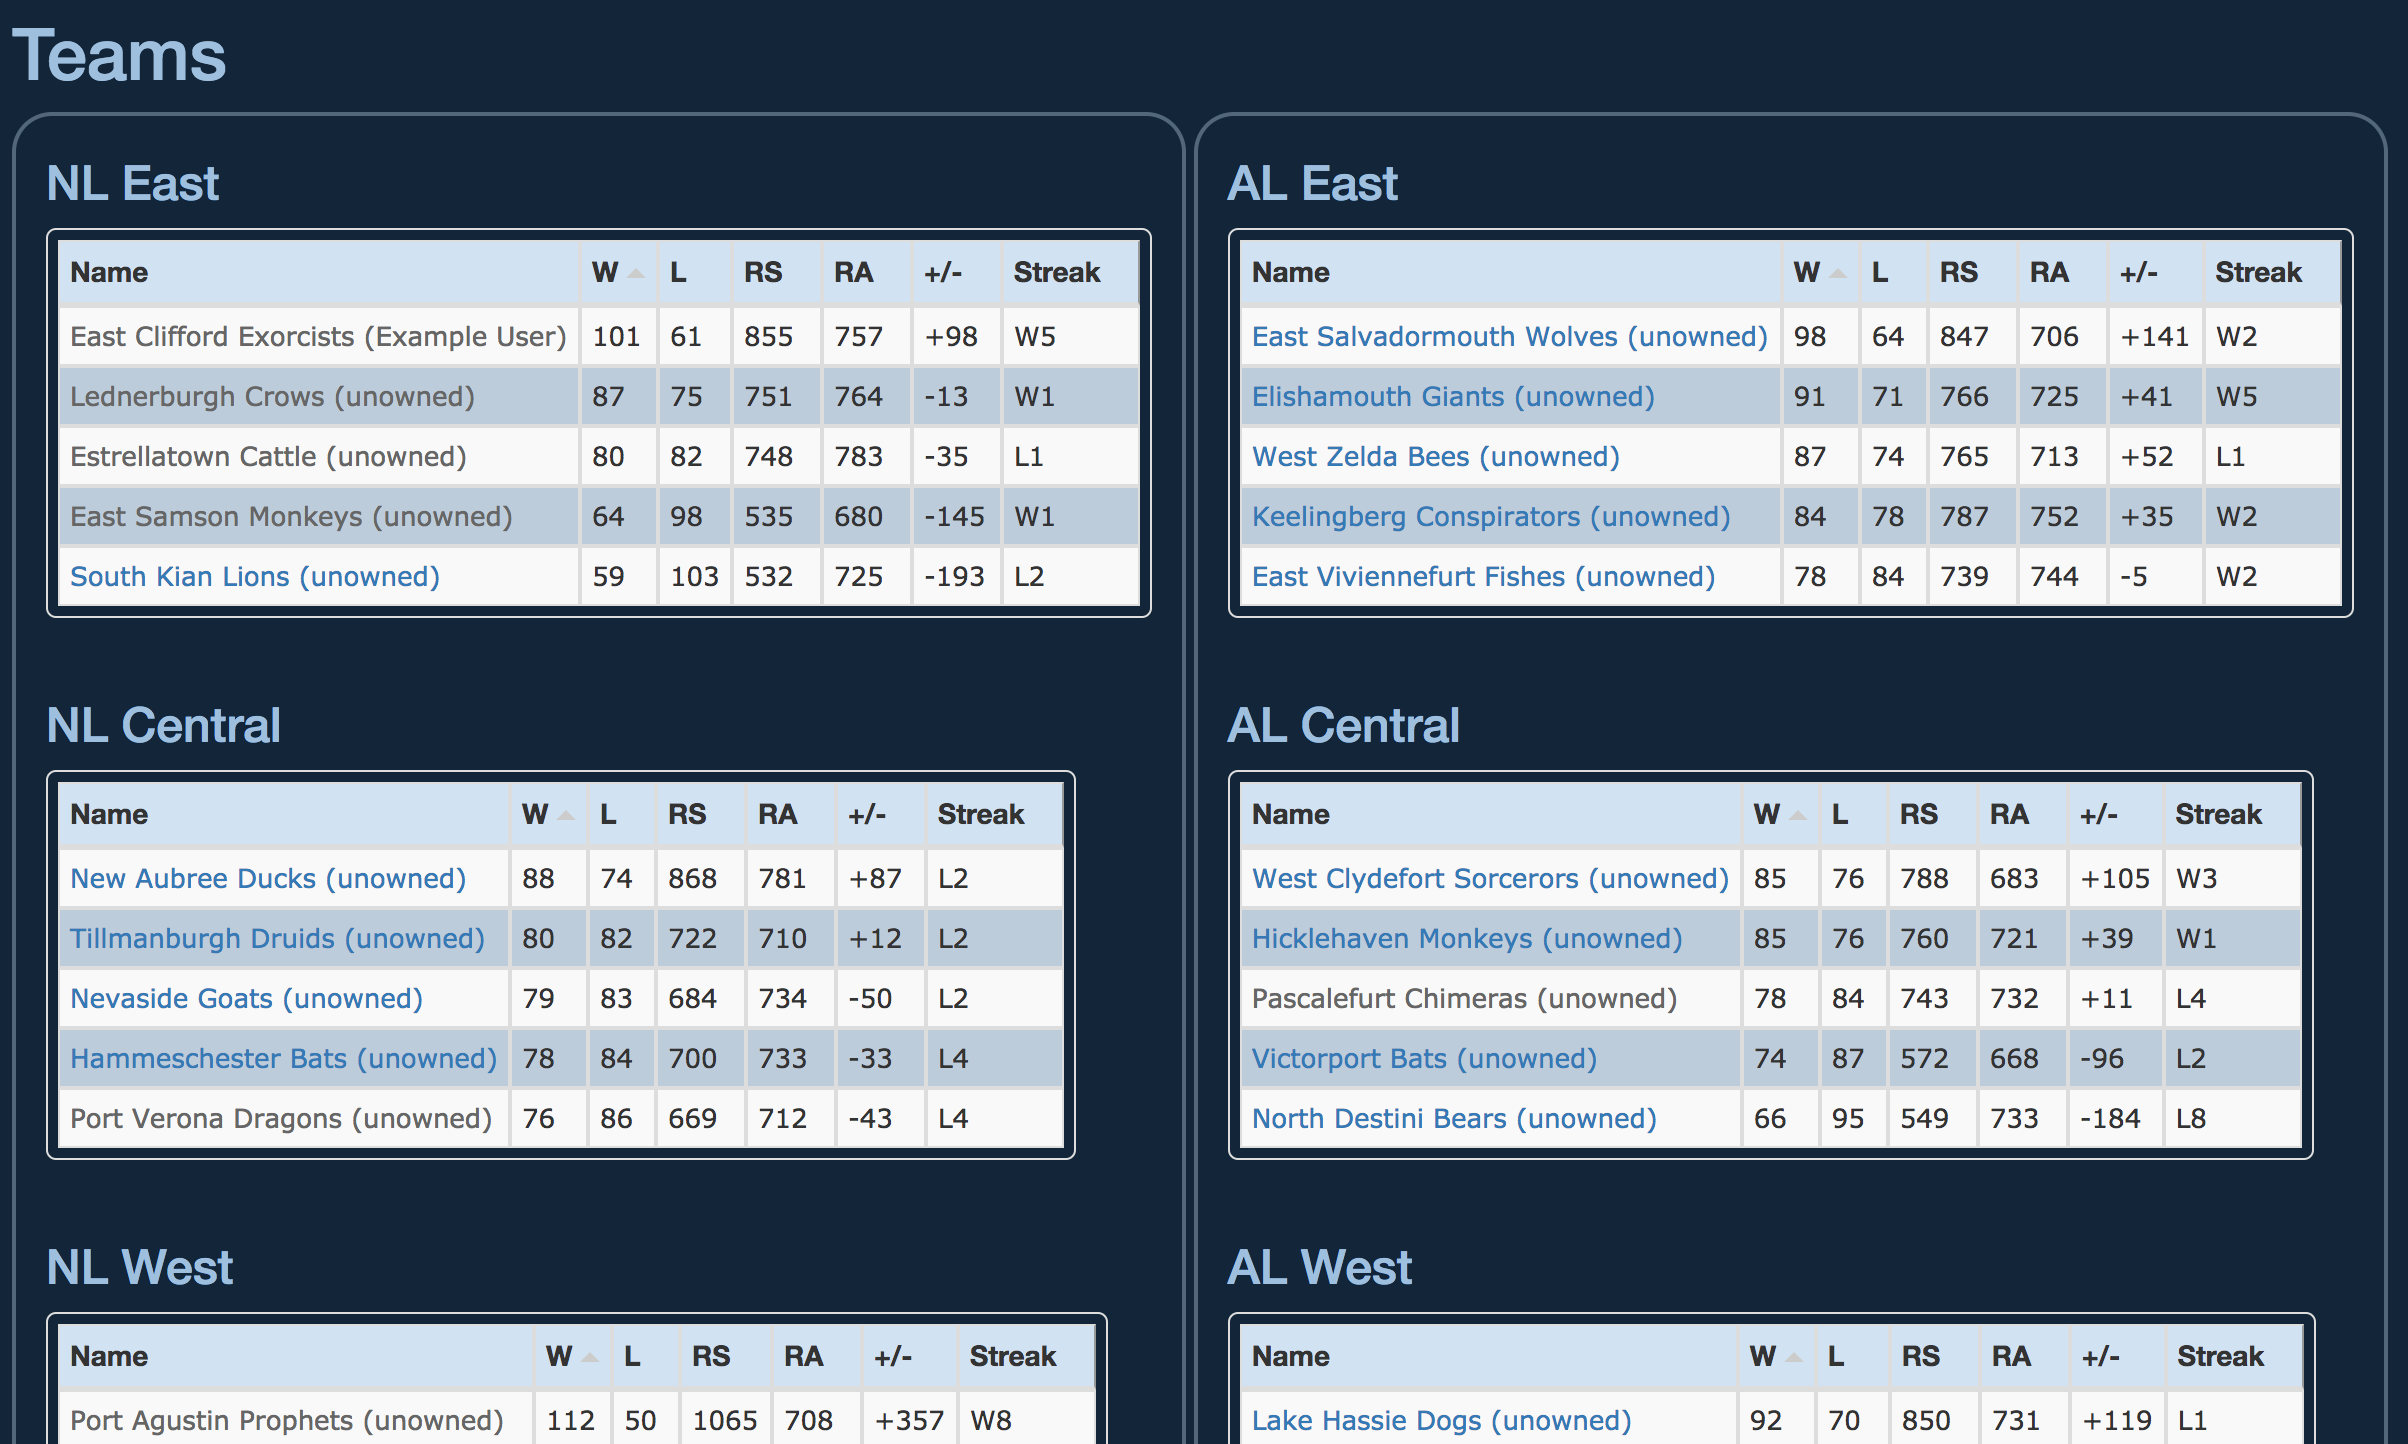 Teams
NL East
Name W L RS RA +/- Streak
East Clifford Exorcists (Example User) 101 61 855 757 +98 W5
Lednerburgh Crows (unowned) 87 75 751 764 -13 W1
Estrellatown Cattle (unowned) 80 82 748 783 -35 L1
East Samson Monkeys (unowned) 64 98 535 680 -145 W1
South Kian Lions (unowned) 59 103 532 725 -193 L2
NL Central
Name W L RS RA +/- Streak
New Aubree Ducks (unowned) 88 74 868 781 +87 L2
Tillmanburgh Druids (unowned) 80 82 722 710 +12 L2
Nevaside Goats (unowned) 79 83 684 734 -50 L2
Hammeschester Bats (unowned) 78 84 700 733 -33 L4
Port Verona Dragons (unowned) 76 86 669 712 -43 L4
NL West
Name W L RS RA +/- Streak
Port Agustin Prophets (unowned) 112 50 1065 708 +357 W8
AL East
Name W L RS RA +/- Streak
East Salvadormouth Wolves (unowned) 98 64 847 706 +141 W2
Elishamouth Giants (unowned) 91 71 766 725 +41 W5
West Zelda Bees (unowned) 87 74 765 713 +52 L1
Keelingberg Conspirators (unowned) 84 78 787 752 +35 W2
East Viviennefurt Fishes (unowned) 78 84 739 744 -5 W2
AL Central
Name W L RS RA +/- Streak
West Clydefort Sorcerors (unowned) 85 76 788 683 +105 W3
Hicklehaven Monkeys (unowned) 85 76 760 721 +39 W1
Pascalefurt Chimeras (unowned) 78 84 743 732 +11 L4
Victorport Bats (unowned) 74 87 572 668 -96 L2
North Destini Bears (unowned) 66 95 549 733 -184 L8
AL West
Name W L RS RA +/- Streak
Lake Hassie Dogs (unowned) 92 70 850 731 +119 L1